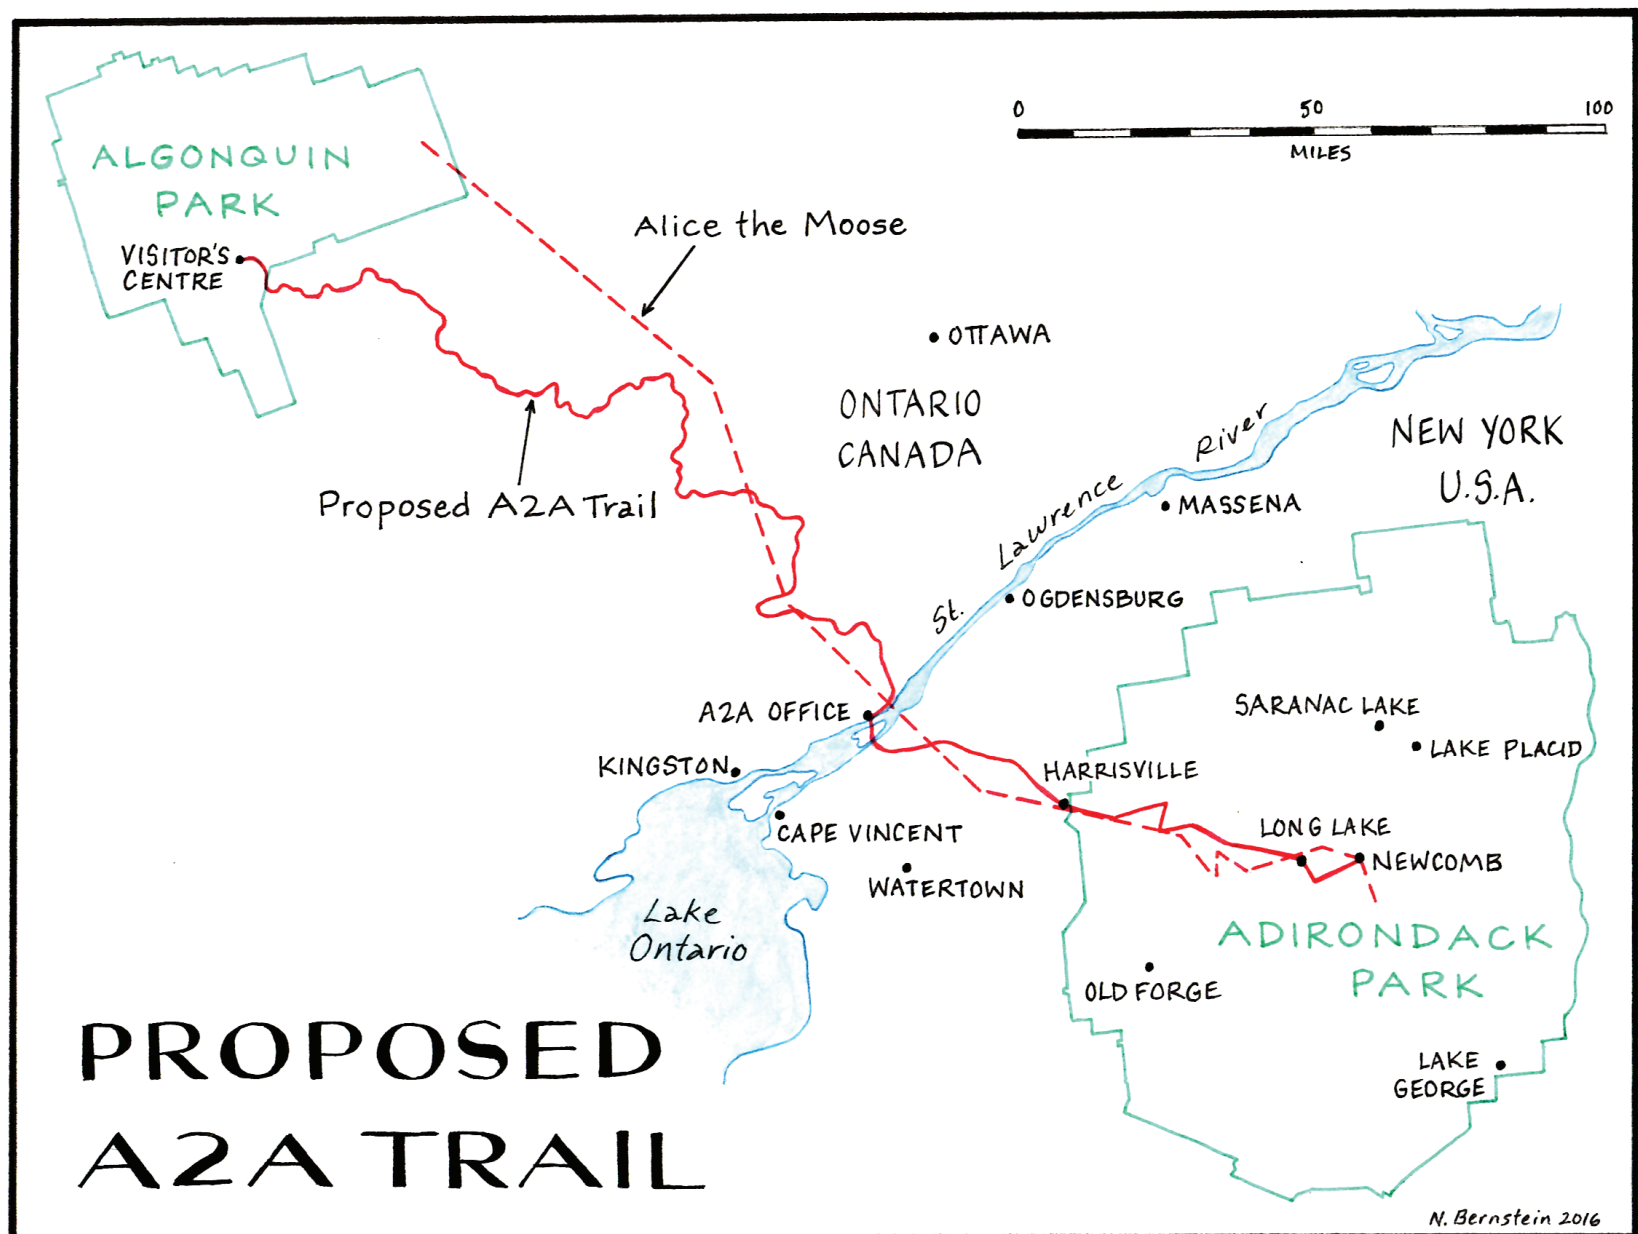 0 50 100
MILES
ALGONQUIN
PARK
VISITOR'S
CENTRE
Alice the Moose
OTTAWA
ONTARIO
CANADA
Proposed A2A Trail
St. Lawrence River
NEW YORK
U.S.A.
MASSENA
OGDENSBURG
A2A OFFICE
KINGSTON
CAPE VINCENT
WATERTOWN
Lake
Ontario
HARRISVILLE
SARANAC LAKE
LAKE PLACID
LONG LAKE
NEWCOMB
ADIRONDACK
PARK
OLD FORGE
LAKE
GEORGE
PROPOSED
A2A TRAIL
N. Bernstein 2016